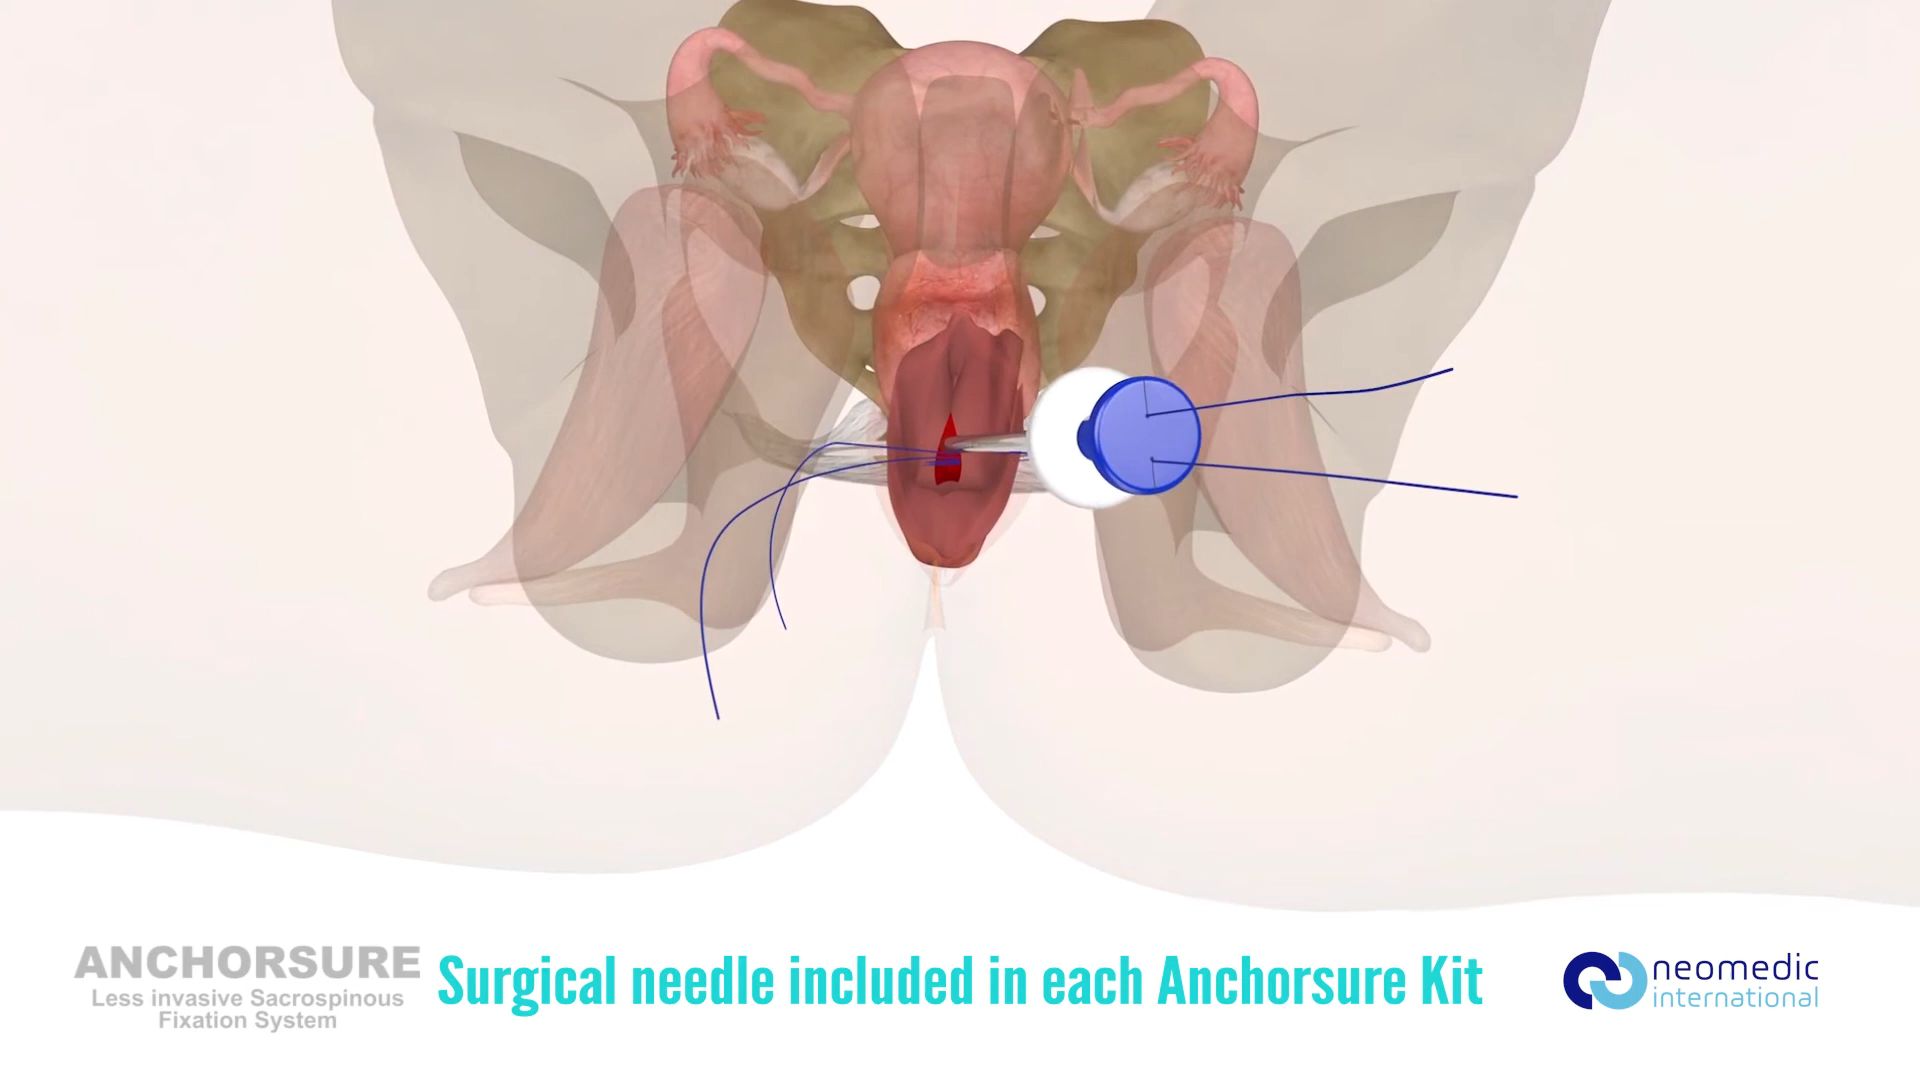 ANCHORSURE
Less invasive Sacrospinous
Fixation System
Surgical needle included in each Anchorsure Kit
neomedic
international